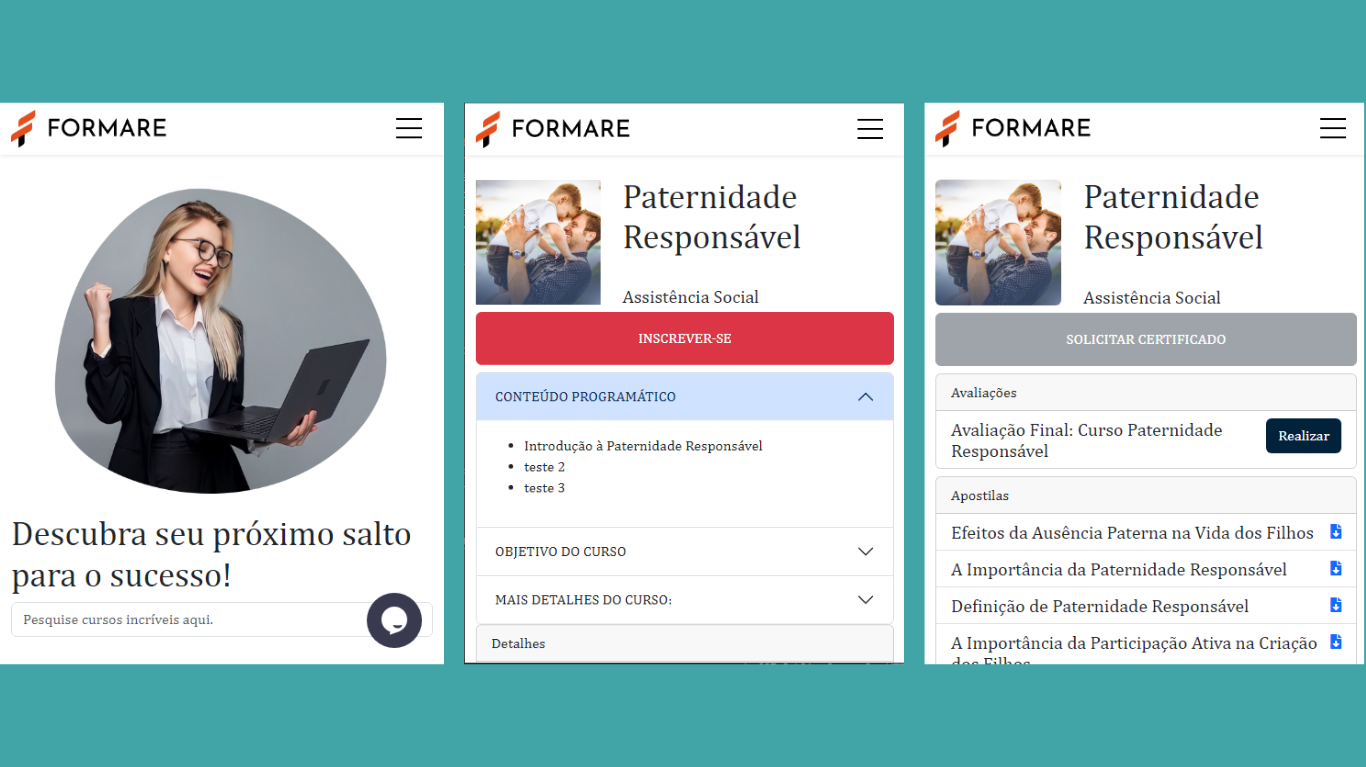 FORMARE
Descubra seu próximo salto
para o sucesso!
Pesquise cursos incríveis aqui.
FORMARE
Paternidade
Responsável
Assistência Social
INSCREVER-SE
CONTEÚDO PROGRAMÁTICO
Introdução à Paternidade Responsável
teste 2
teste 3
OBJETIVO DO CURSO
MAIS DETALHES DO CURSO:
Detalhes
FORMARE
Paternidade
Responsável
Assistência Social
SOLICITAR CERTIFICADO
Avaliações
Avaliação Final: Curso Paternidade
Responsável
Realizar
Apostilas
Efeitos da Ausência Paterna na Vida dos Filhos
A Importância da Paternidade Responsável
Definição de Paternidade Responsável
A Importância da Participação Ativa na Criação
dos Filhos